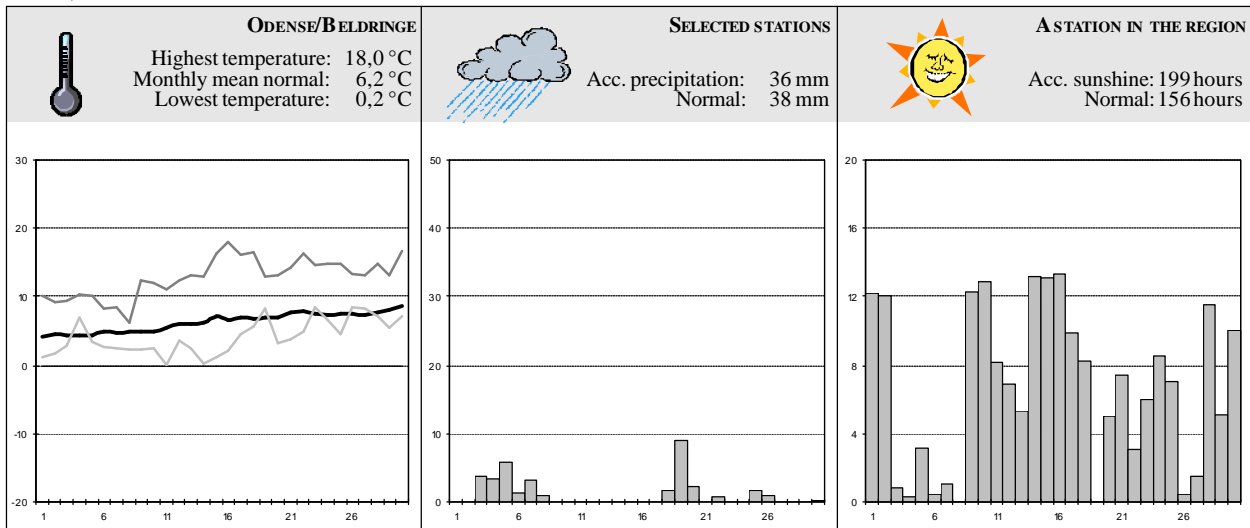 ODENSE/BELDRINGE
Highest temperature: 18,0 °C
Monthly mean normal: 6,2 °C
Lowest temperature: 0,2 °C
SELECTED STATIONS
Acc. precipitation: 36 mm
Normal: 38 mm
A STATION IN THE REGION
Acc. sunshine: 199 hours
Normal: 156 hours
30
20
10
0
-10
-20
1 6 11 16 21 26
50
40
30
20
10
0
1 6 11 16 21 26
20
16
12
8
4
0
1 6 11 16 21 26